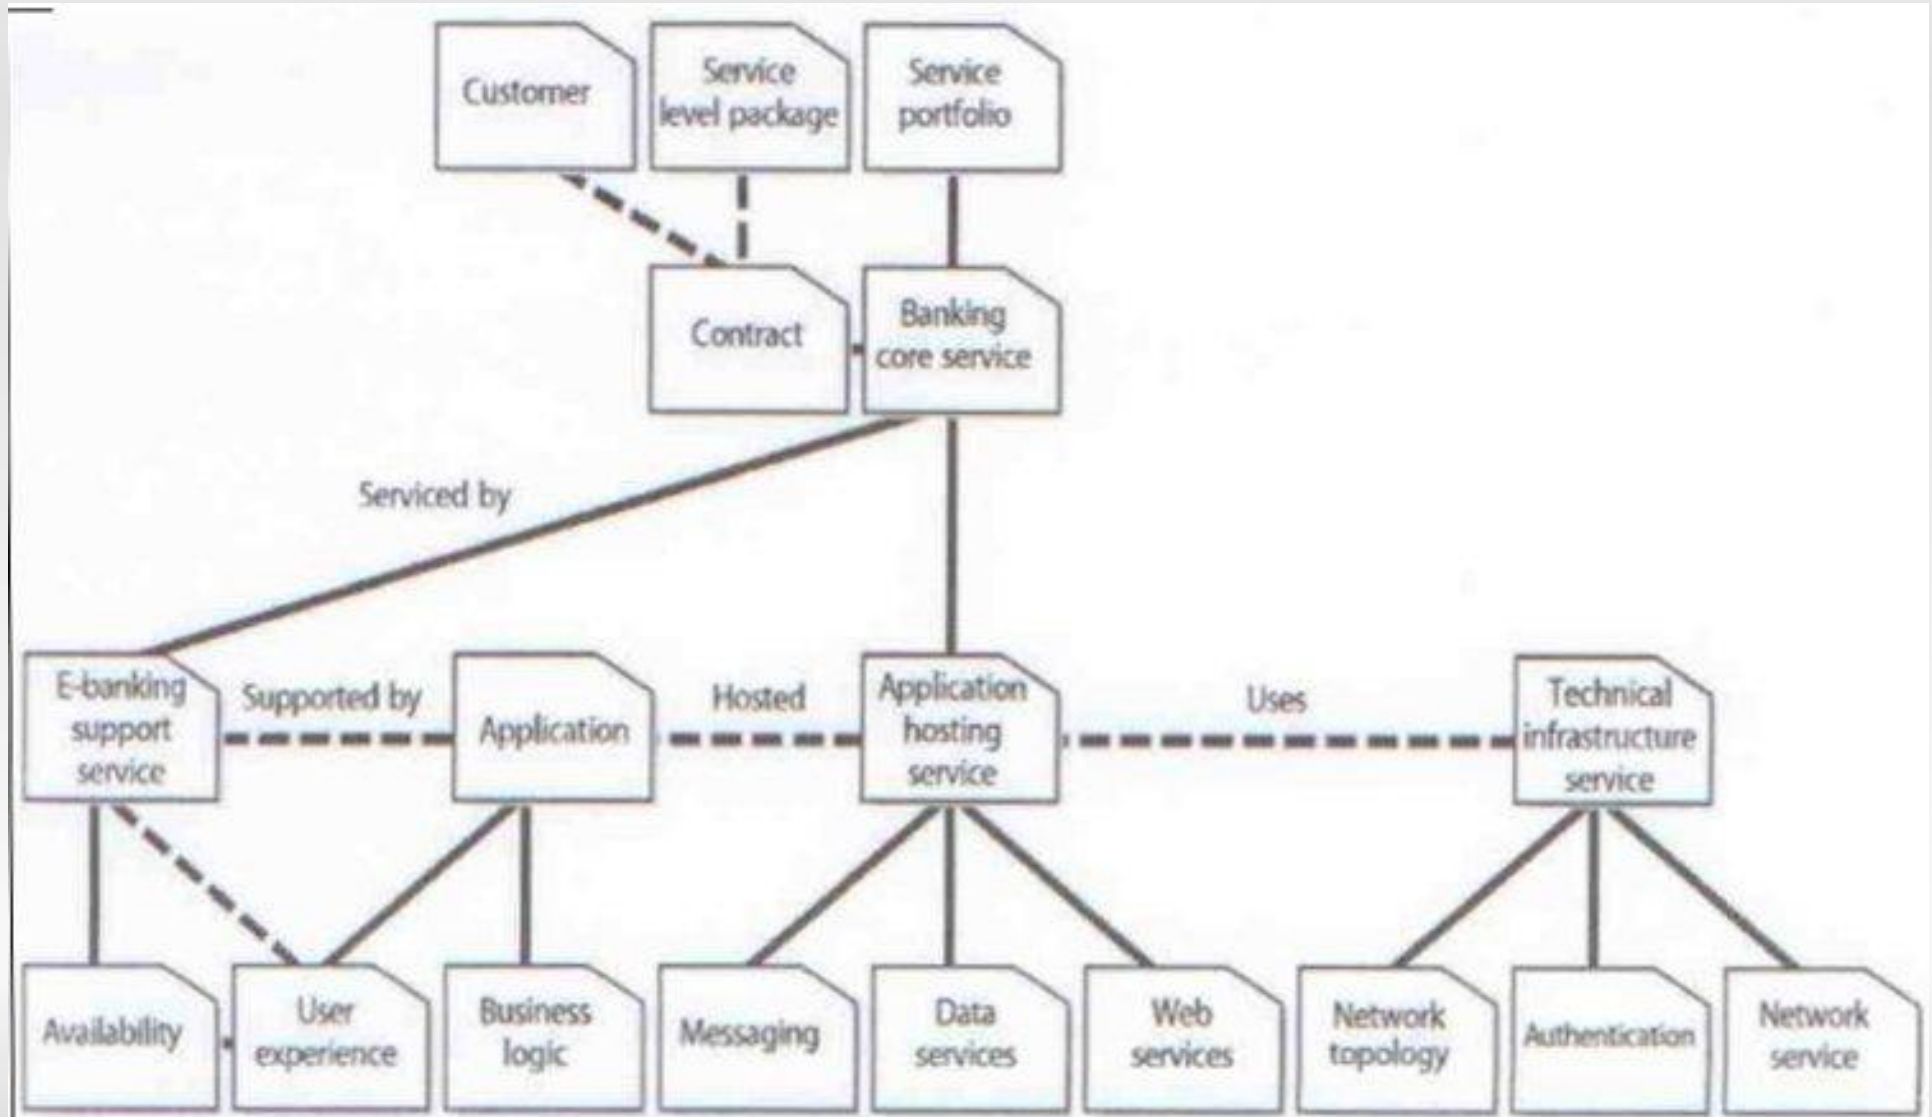 Customer
Service
level package
Service
portfolio
Contract
Banking
core service
Serviced by
E-banking
support
service
Supported by
Application
Hosted
Application
hosting
service
Uses
Technical
infrastructure
service
Availability
User
experience
Business
logic
Messaging
Data
services
Web
services
Network
topology
Authentication
Network
service